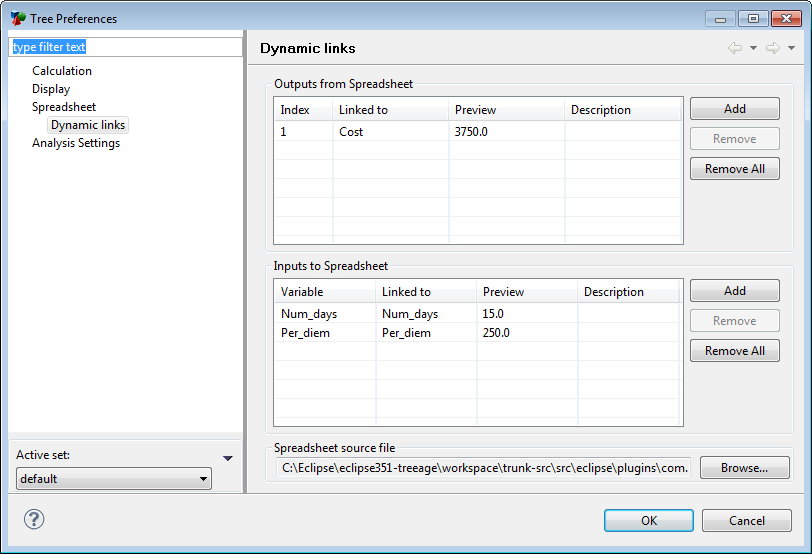 Tree Preferences
type filter text
Calculation
Display
Spreadsheet
Dynamic links
Analysis Settings
Active set:
default
Dynamic links
Outputs from Spreadsheet
Index Linked to Preview Description
1 Cost 3750.0
Add
Remove
Remove All
Inputs to Spreadsheet
Variable Linked to Preview Description
Num_days Num_days 15.0
Per_diem Per_diem 250.0
Add
Remove
Remove All
Spreadsheet source file
C:\Eclipse\eclipse351-treeage\workspace\trunk-src\src\eclipse\plugins\com.
Browse...
?
OK
Cancel